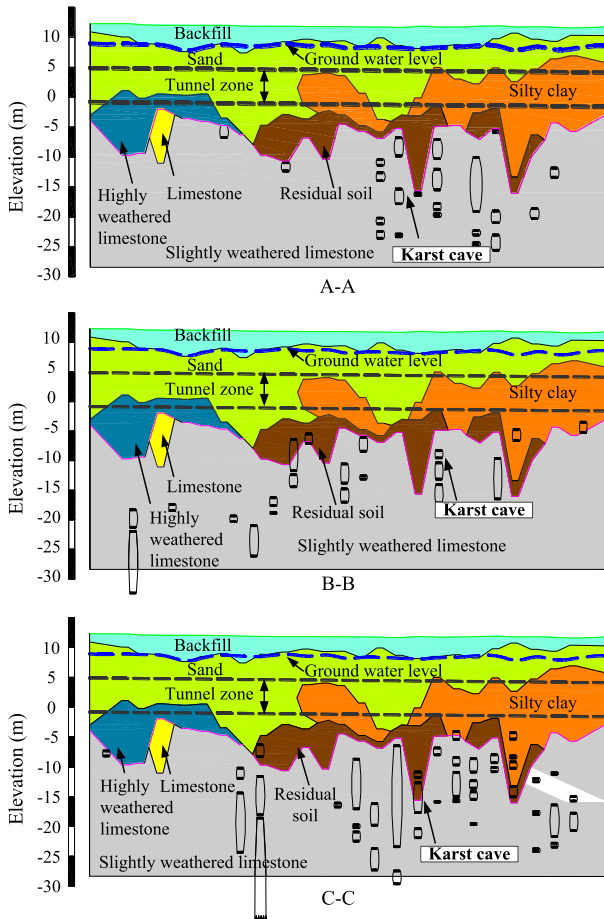 10
5
0
-5
-10
-15
-20
-25
-30
Elevation (m)
Backfill
Sand
Ground water level
Tunnel zone
Silty clay
Limestone
Residual soil
Highly
weathered
limestone
Slightly weathered limestone
Karst cave
A-A
10
5
0
-5
-10
-15
-20
-25
-30
Elevation (m)
Backfill
Sand
Ground water level
Tunnel zone
Silty clay
Limestone
Residual soil
Karst cave
Highly
weathered
limestone
Slightly weathered limestone
B-B
10
5
0
-5
-10
-15
-20
-25
-30
Elevation (m)
Backfill
Sand
Ground water level
Tunnel zone
Silty clay
Limestone
Residual
soil
Highly
weathered
limestone
Karst cave
Slightly weathered limestone
C-C